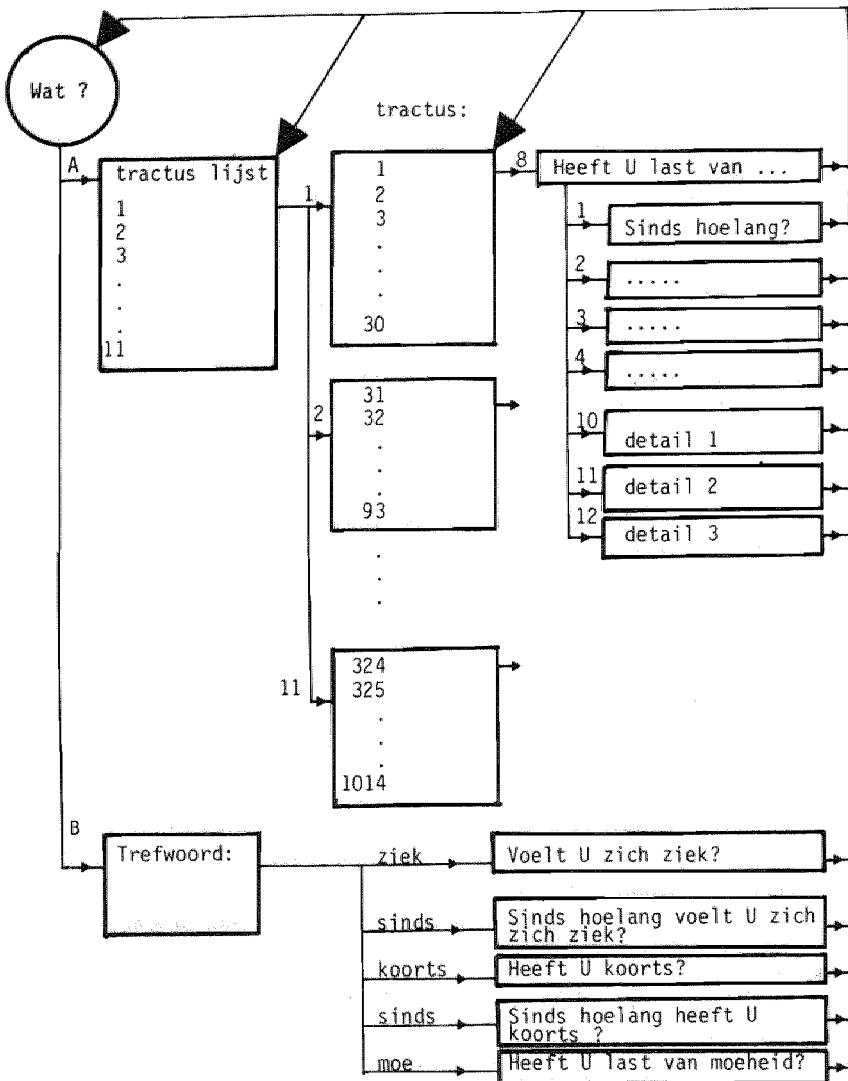 Wat ?
tractus:
A
tractus lijst
1
2
3
.
.
.
11
1
1
2
3
.
.
.
30
8
Heeft U last van ...
1
Sinds hoelang?
2
.....
3
.....
4
.....
10
detail 1
11
detail 2
12
detail 3
2
31
32
.
.
.
93
.
.
.
11
324
325
.
.
.
1014
B
Trefwoord:
ziek
Voelt U zich ziek?
sinds
Sinds hoelang voelt U zich
zich ziek?
koorts
Heeft U koorts?
sinds
Sinds hoelang heeft U
koorts ?
moe
Heeft U last van moeheid?